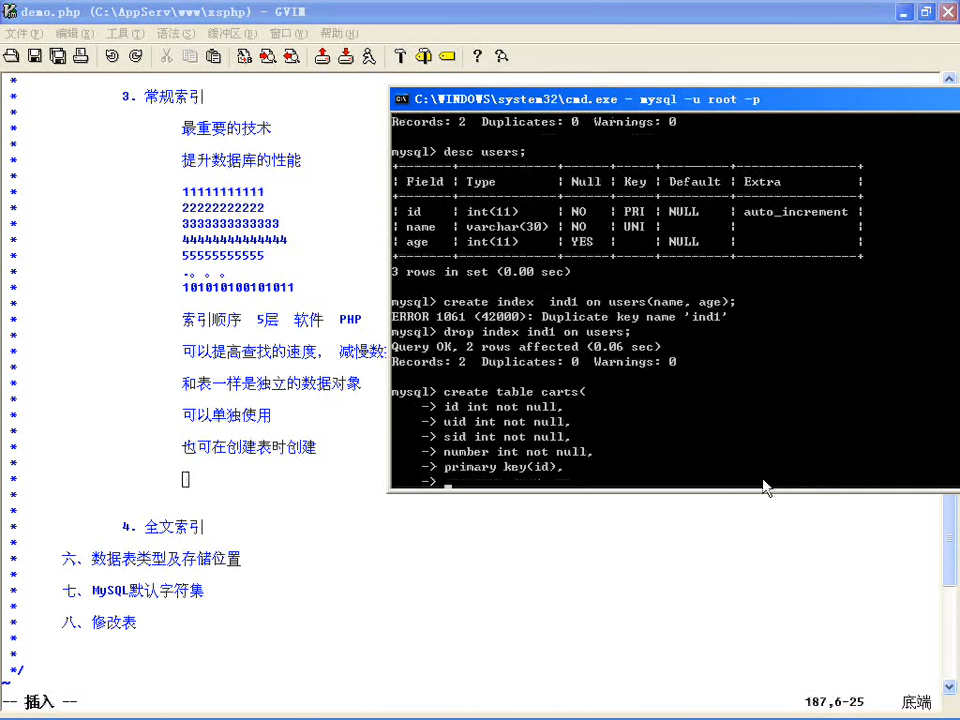 demo.php (C:\AppServ\www\xsphp) - GVIM
文件(F) 编辑(E) 工具(T) 语法(S) 缓冲区(B) 窗口(W) 帮助(H)
3. 常规索引
最重要的技术
提升数据库的性能
11111111111
22222222222
3333333333333
44444444444444
55555555555
.。。。
101010100101011
索引顺序 5层 软件 PHP
可以提高查找的速度， 减慢数
和表一样是独立的数据对象
可以单独使用
也可在创建表时创建
4. 全文索引
六、数据表类型及存储位置
七、MySQL默认字符集
八、修改表
*/
~
-- 插入 --
187,6-25 底端
C:\WINDOWS\system32\cmd.exe - mysql -u root -p
Records: 2 Duplicates: 0 Warnings: 0
mysql> desc users;
+-------+-------------+------+-----+---------+----------------+
| Field | Type | Null | Key | Default | Extra |
+-------+-------------+------+-----+---------+----------------+
| id | int(11) | NO | PRI | NULL | auto_increment |
| name | varchar(30) | NO | UNI | | |
| age | int(11) | YES | | NULL | |
+-------+-------------+------+-----+---------+----------------+
3 rows in set (0.00 sec)
mysql> create index ind1 on users(name, age);
ERROR 1061 (42000): Duplicate key name 'ind1'
mysql> drop index ind1 on users;
Query OK, 2 rows affected (0.06 sec)
Records: 2 Duplicates: 0 Warnings: 0
mysql> create table carts(
-> id int not null,
-> uid int not null,
-> sid int not null,
-> number int not null,
-> primary key(id),
-> _